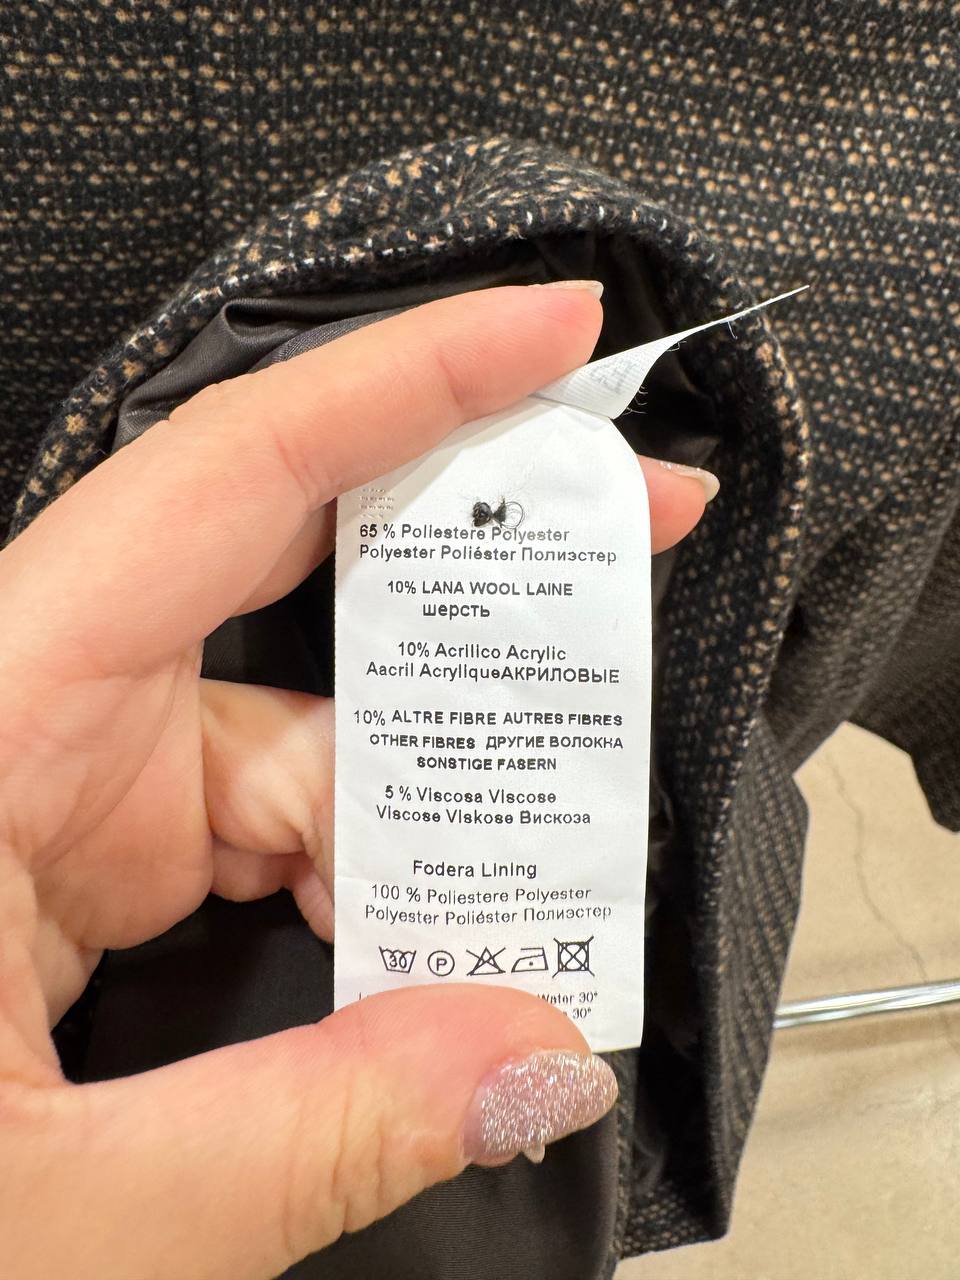 65 % Poliestere Polyester
Polyester Poliéster Полиэстер
10% LANA WOOL LAINE
шерсть
10% Acrilico Acrylic
Aacril AcryliqueАКРИЛОВЫЕ
10% ALTRE FIBRE AUTRES FIBRES
OTHER FIBRES ДРУГИЕ ВОЛОКНА
SONSTIGE FASERN
5 % Viscosa Viscose
Viscose Viskose Вискоза
Fodera Lining
100 % Poliestere Polyester
Polyester Poliéster Полиэстер
30 P
Water 30°
30°